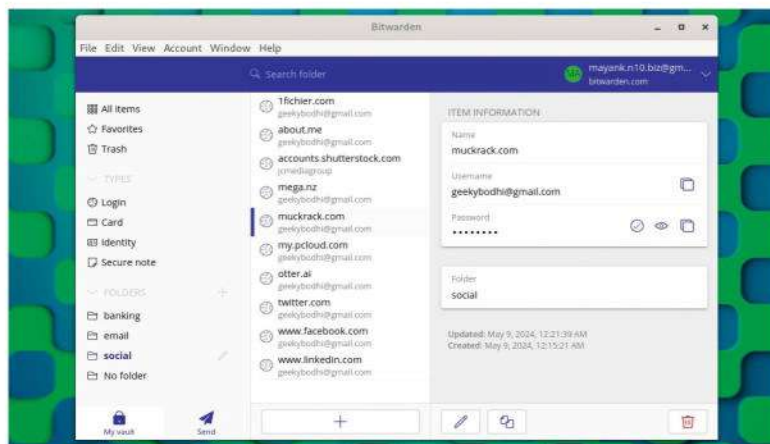 Bitwarden
File Edit View Account Window Help
Search folder
mayank.n10.biz@gm...
bitwarden.com
All items
Favorites
Trash
TYPES
Login
Card
Identity
Secure note
FOLDERS
banking
email
social
No folder
My vault
Send
1fichier.com
geekybodhi@gmail.com
about.me
geekybodhi@gmail.com
accounts.shutterstock.com
jcmediagroup
mega.nz
geekybodhi@gmail.com
muckrack.com
geekybodhi@gmail.com
my.pcloud.com
geekybodhi@gmail.com
otter.ai
geekybodhi@gmail.com
twitter.com
geekybodhi@gmail.com
www.facebook.com
geekybodhi@gmail.com
www.linkedin.com
geekybodhi@gmail.com
ITEM INFORMATION
Name
muckrack.com
Username
geekybodhi@gmail.com
Password
••••••••
Folder
social
Updated: May 9, 2024, 12:21:39 AM
Created: May 9, 2024, 12:15:21 AM